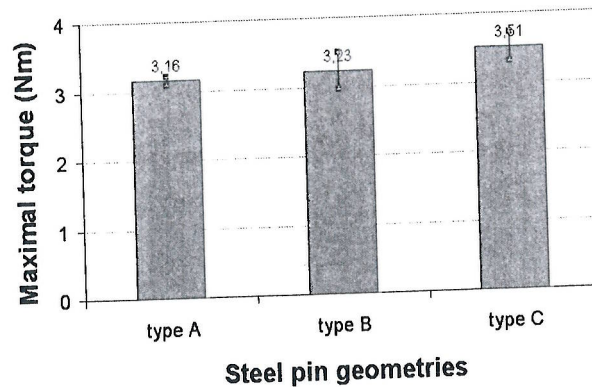 Maximal torque (Nm)
4
3
2
1
0
3,16
3,23
3,51
type A
type B
type C
Steel pin geometries